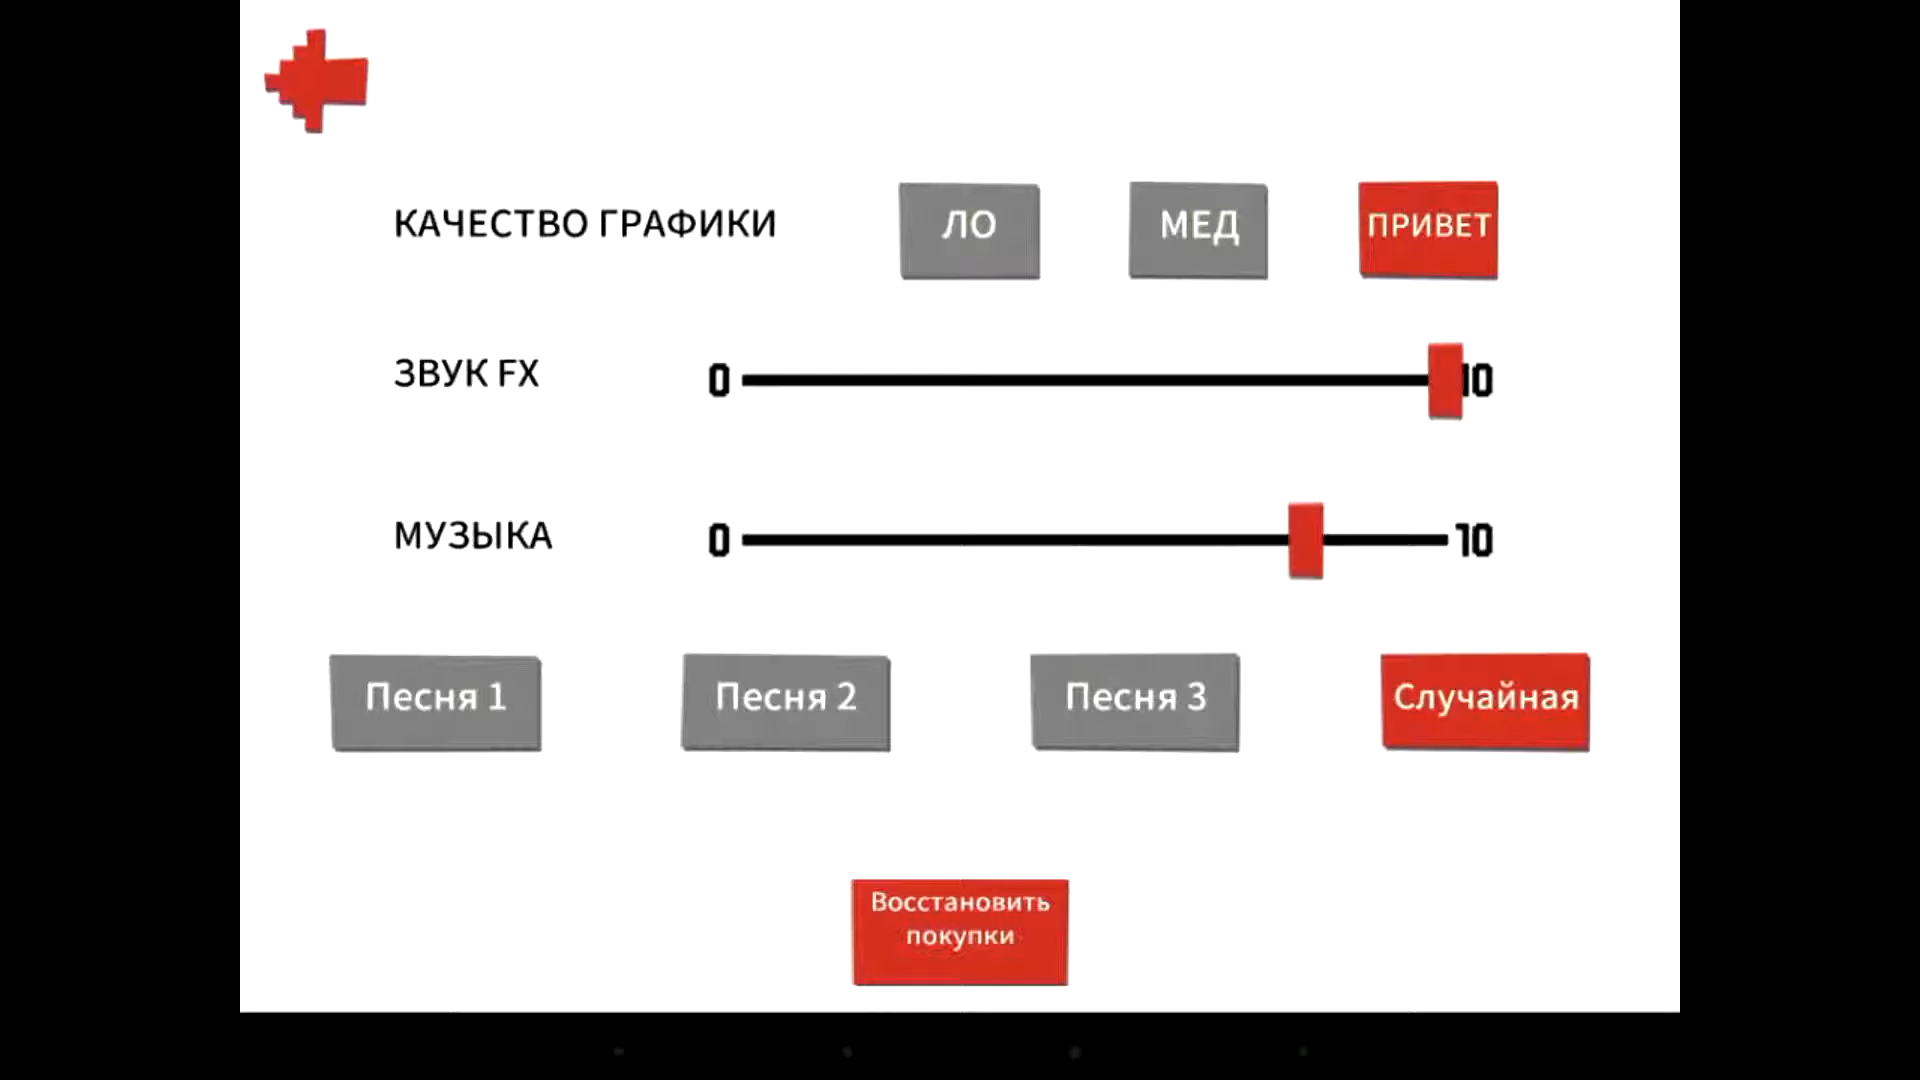 КАЧЕСТВО ГРАФИКИ ЛО МЕД ПРИВЕТ
ЗВУК FX 0 10
МУЗЫКА 0 10
Песня 1 Песня 2 Песня 3 Случайная
Восстановить
покупки